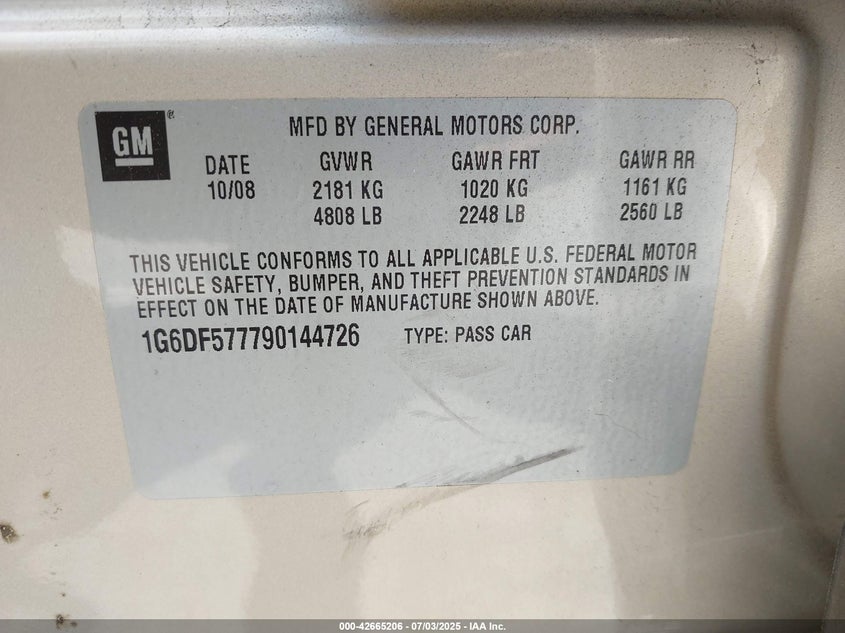 GM®
MFD BY GENERAL MOTORS CORP.
DATE GVWR GAWR FRT GAWR RR
10/08 2181 KG 1020 KG 1161 KG
4808 LB 2248 LB 2560 LB
THIS VEHICLE CONFORMS TO ALL APPLICABLE U.S. FEDERAL MOTOR
VEHICLE SAFETY, BUMPER, AND THEFT PREVENTION STANDARDS IN
EFFECT ON THE DATE OF MANUFACTURE SHOWN ABOVE.
1G6DF577790144726 TYPE: PASS CAR
000-42665206 - 07/03/2025 - IAA Inc.